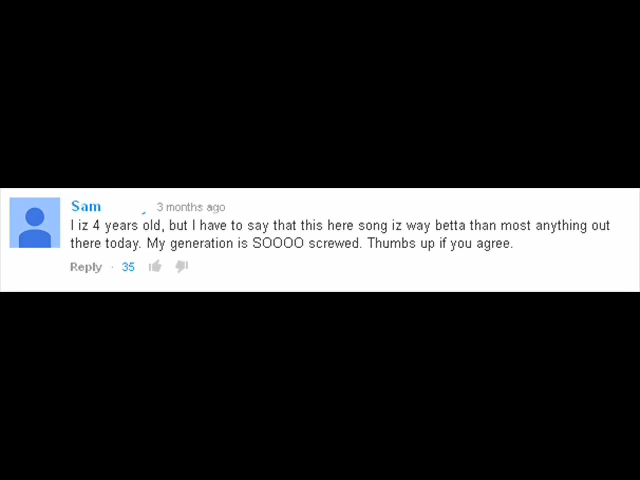 Sam 3 months ago
I iz 4 years old, but I have to say that this here song iz way betta than most anything out
there today. My generation is SOOOO screwed. Thumbs up if you agree.
Reply · 35